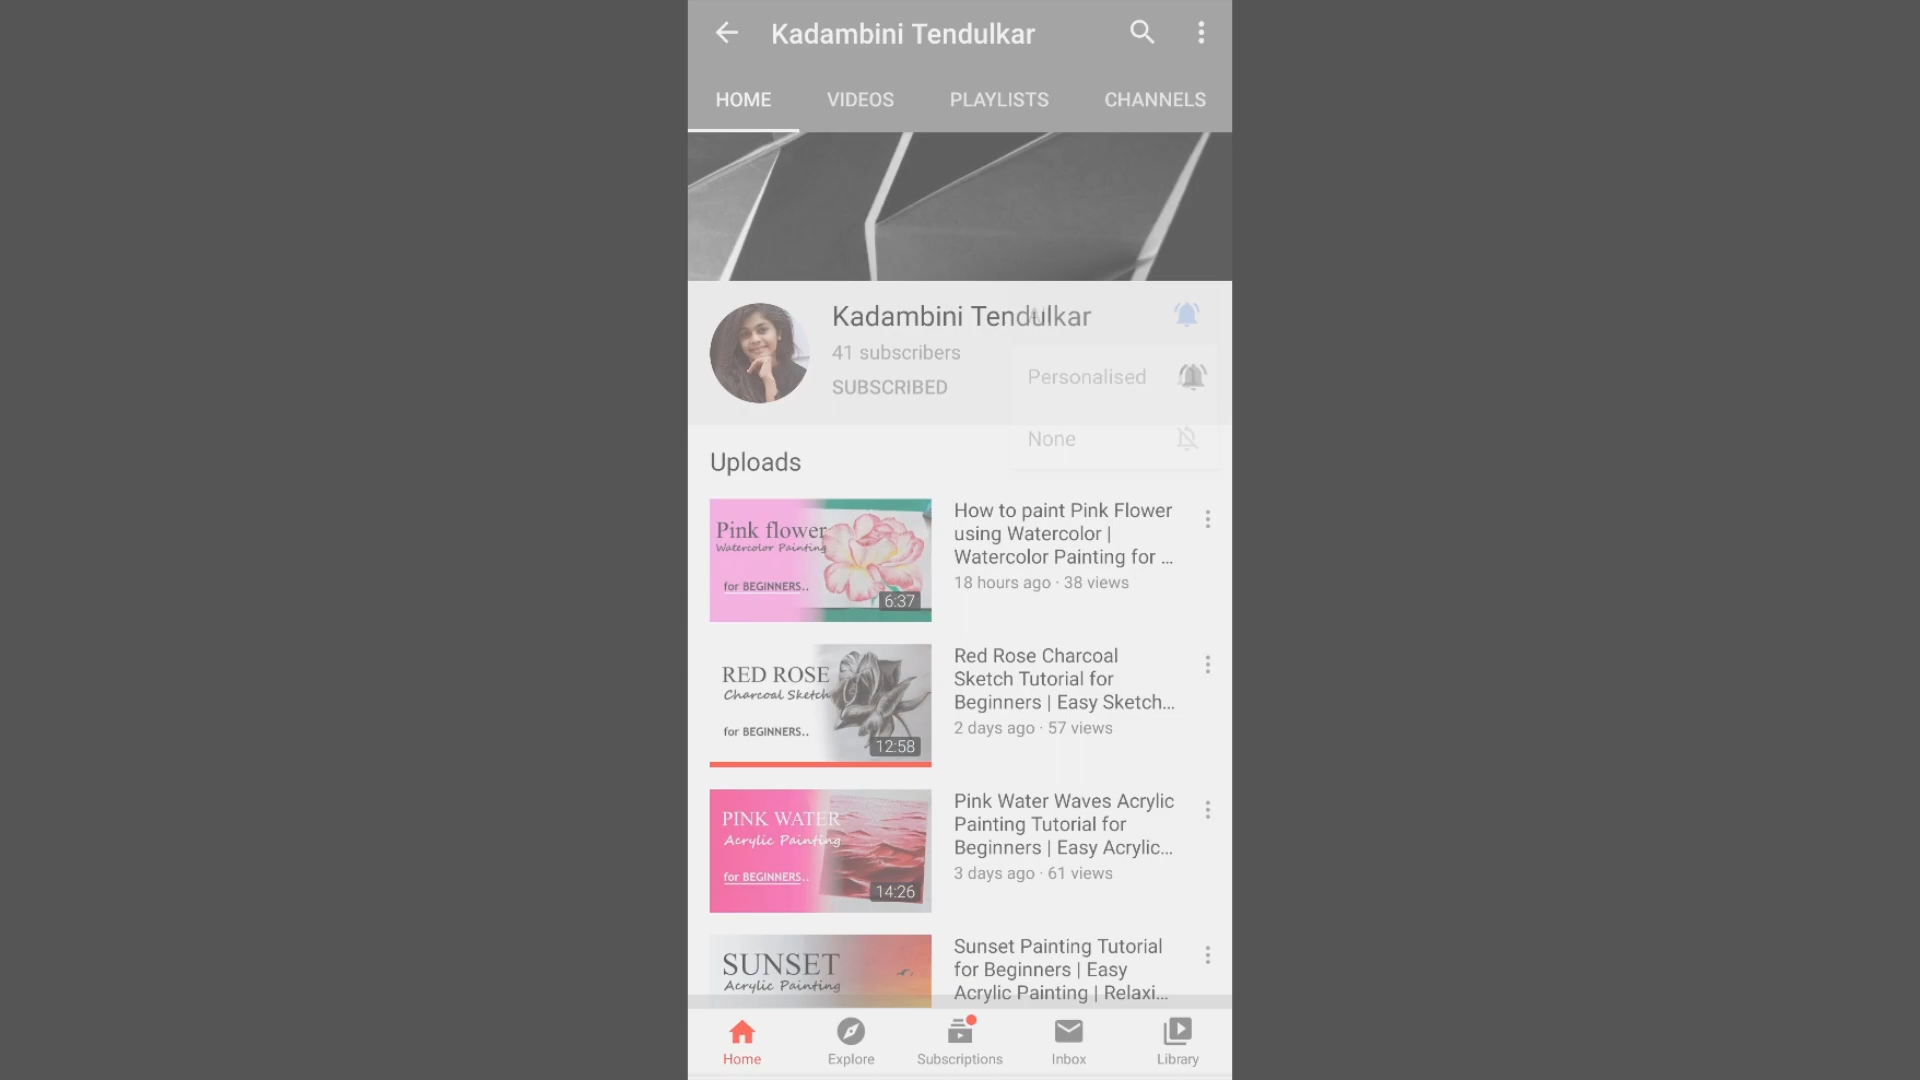 Kadambini Tendulkar
HOME VIDEOS PLAYLISTS CHANNELS
Kadambini Tendulkar
41 subscribers
SUBSCRIBED
All
Personalised
None
Uploads
Pink flower
Watercolor Painting
for BEGINNERS..
6:37
How to paint Pink Flower
using Watercolor |
Watercolor Painting for ...
18 hours ago · 38 views
RED ROSE
Charcoal Sketch
for BEGINNERS..
12:58
Red Rose Charcoal
Sketch Tutorial for
Beginners | Easy Sketch...
2 days ago · 57 views
PINK WATER
Acrylic Painting
for BEGINNERS..
14:26
Pink Water Waves Acrylic
Painting Tutorial for
Beginners | Easy Acrylic...
3 days ago · 61 views
SUNSET
Acrylic Painting
Sunset Painting Tutorial
for Beginners | Easy
Acrylic Painting | Relaxi...
Home Explore Subscriptions Inbox Library